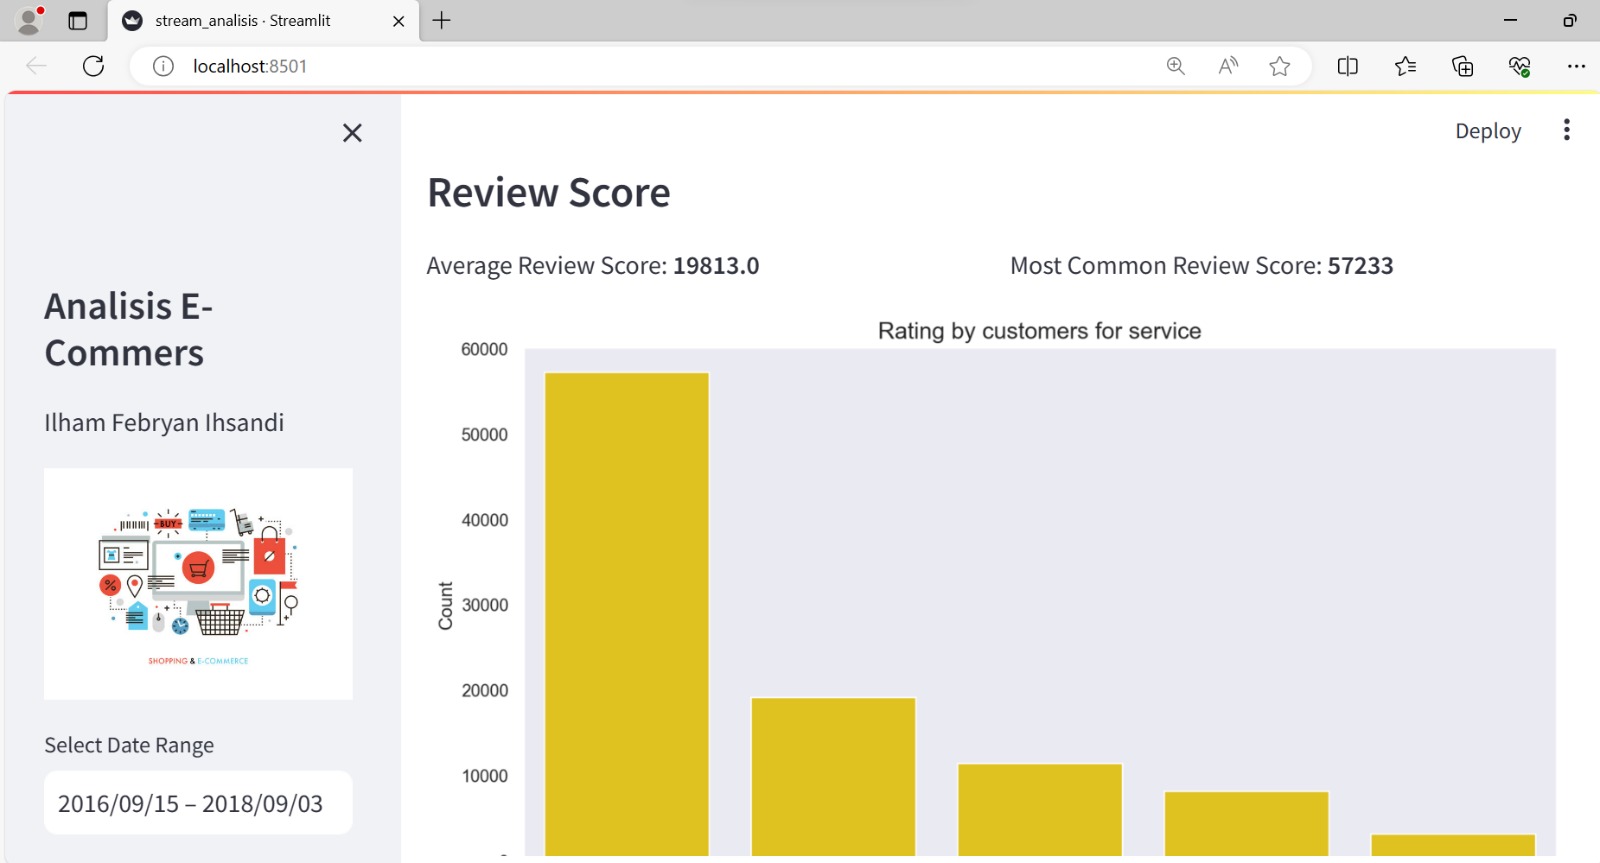 stream_analisis · Streamlit
localhost:8501
Deploy
Review Score
Average Review Score: 19813.0
Most Common Review Score: 57233
Analisis E-
Commers
Ilham Febryan Ihsandi
BUY
%
SHOPPING & E-COMMERCE
Select Date Range
2016/09/15 – 2018/09/03
Rating by customers for service
60000
50000
40000
30000
20000
10000
Count